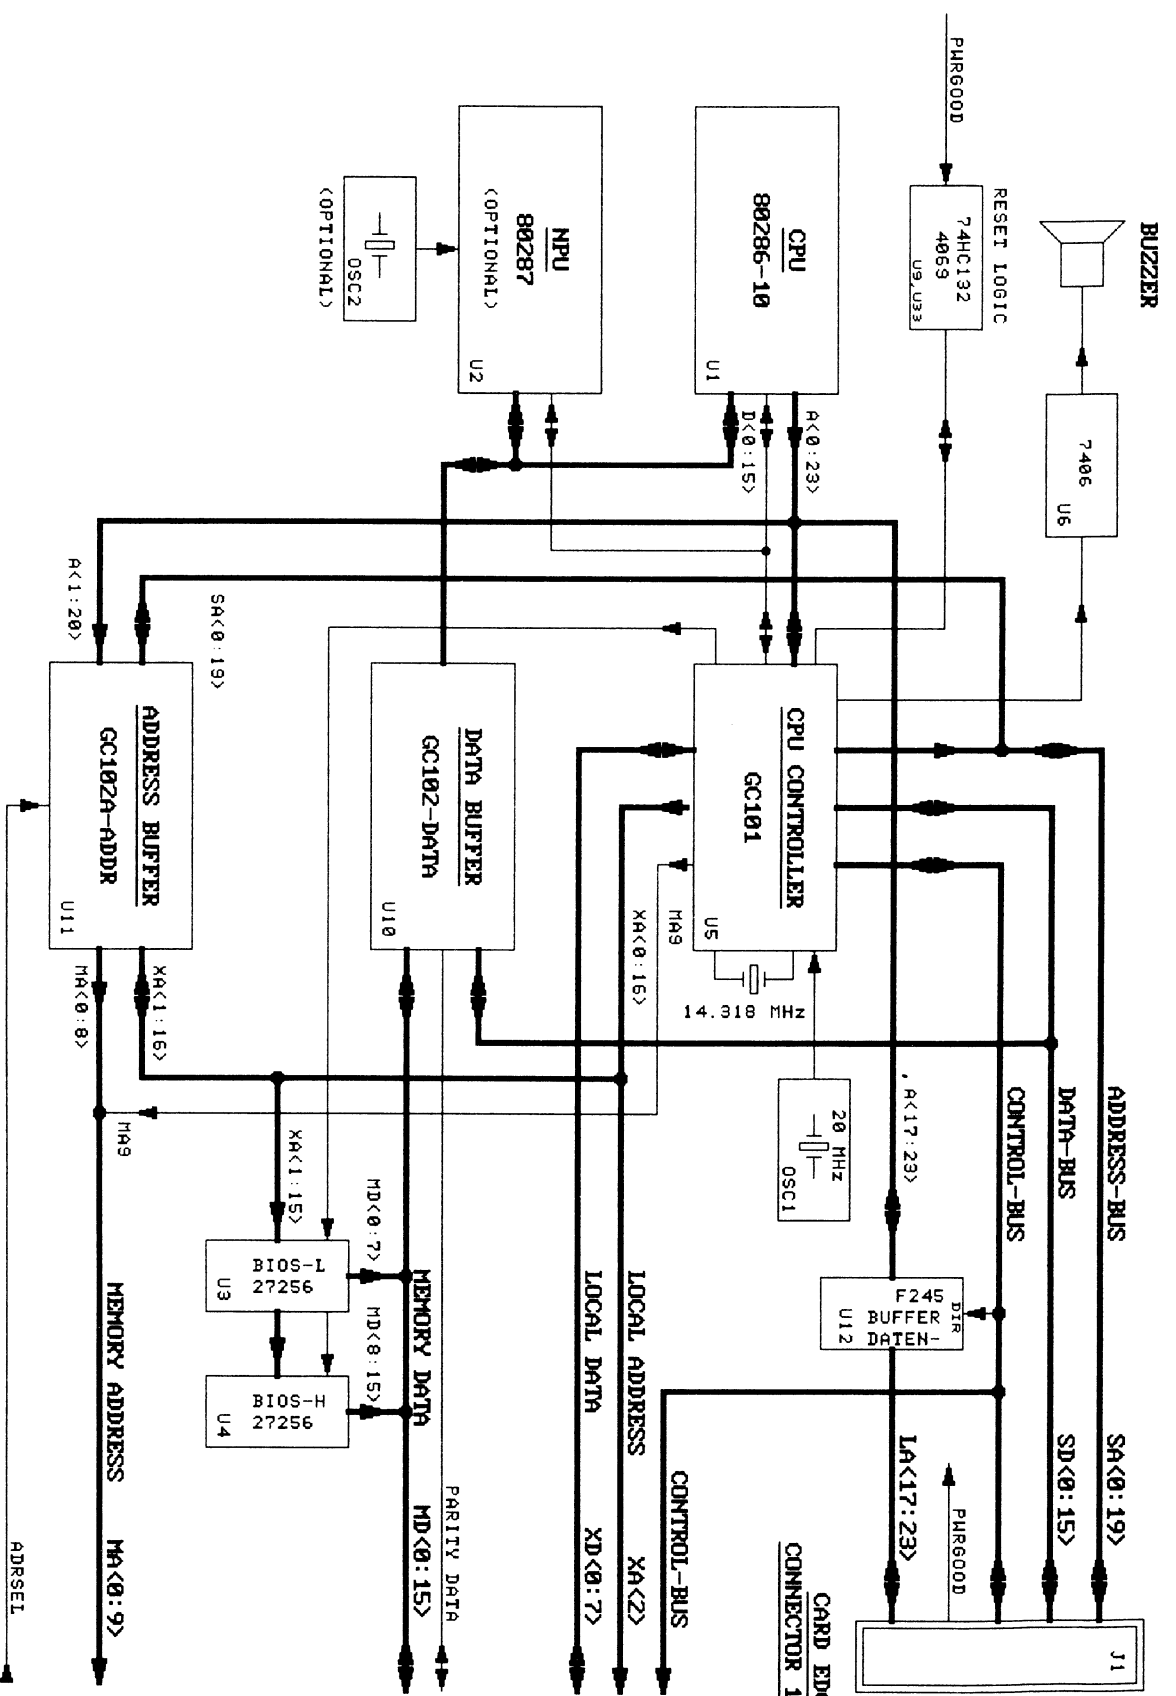 BUZZER
7406
U6
RESET LOGIC
74HC132
4069
U9,U33
PWRGOOD
CPU
80286-10
U1
A<0:23>
D<0:15>
NPU
80287
(OPTIONAL)
U2
OSC2
(OPTIONAL)
CPU CONTROLLER
GC101
U5
14.318 MHz
20 MHz
OSC1
MA9
XA<0:16>
DATA BUFFER
GC102-DATA
U10
SA<0:19>
A<1:20>
ADDRESS BUFFER
GC102A-ADDR
U11
XA<1:16>
MA<0:8>
MA9
XA<1:15>
A<17:23>
F245
BUFFER
DATEN-
DIR
U12
BIOS-L
27256
U3
BIOS-H
27256
U4
MD<0:7>
MD<8:15>
ADDRESS-BUS SA<0:19>
DATA-BUS SD<0:15>
CONTROL-BUS
LA<17:23>
PWRGOOD
J1
CONNECTOR 1
CARD
CONTROL-BUS
LOCAL ADDRESS XA<2>
LOCAL DATA XD<0:7>
PARITY DATA
MEMORY DATA MD<0:15>
MEMORY ADDRESS MA<0:9>
ADRSEL